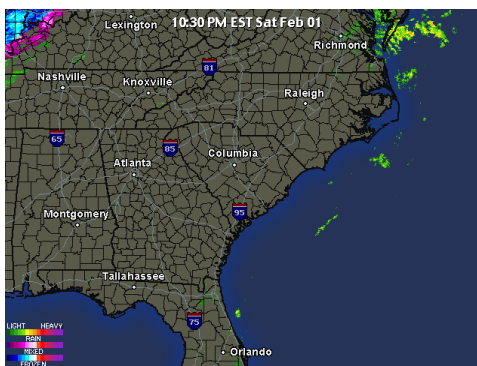 Lexington
10:30 PM EST Sat Feb 01
Richmond
81
Nashville
Knoxville
Raleigh
65
85
Columbia
Atlanta
Montgomery
95
Tallahassee
75
LIGHT HEAVY
RAIN
MIXED
FROZEN
Orlando